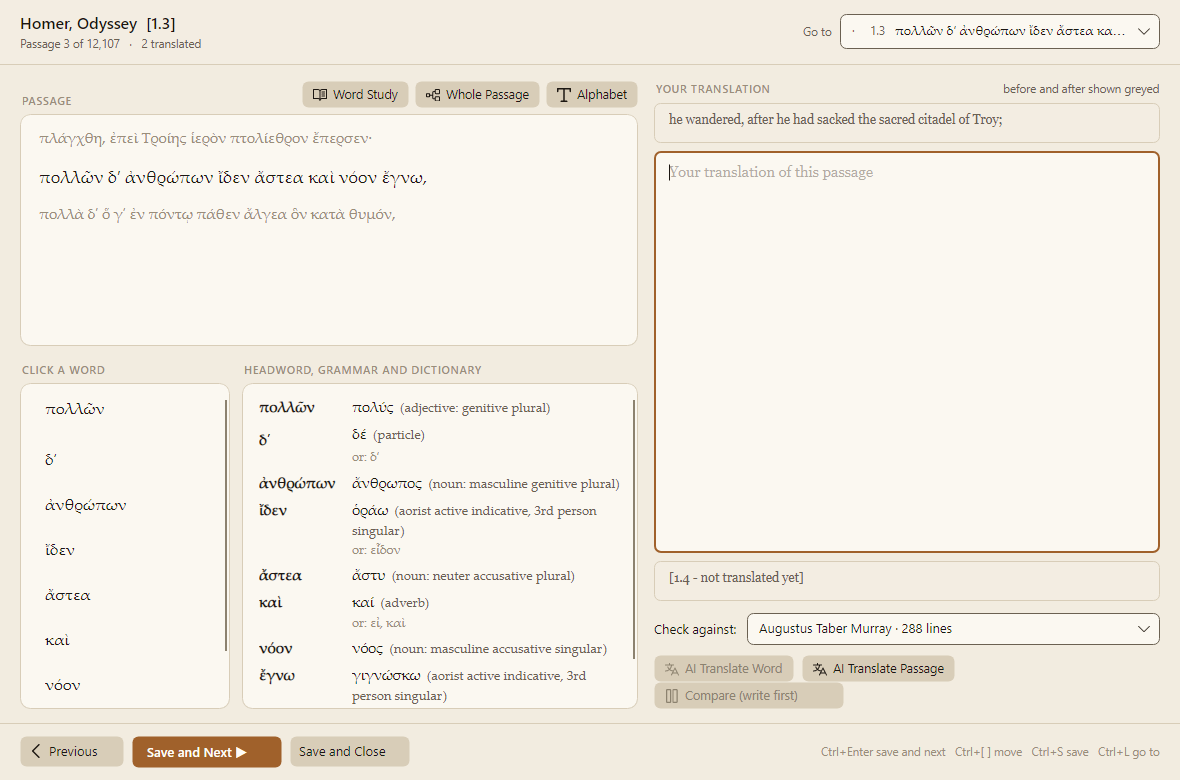 Homer, Odyssey [1.3]
Passage 3 of 12,107 · 2 translated
Go to
· 1.3 πολλῶν δ’ ἀνθρώπων ἴδεν ἄστεα κα...
PASSAGE
Word Study
Whole Passage
Alphabet
πλάγχθη, ἐπεὶ Τροίης ἱερὸν πτολίεθρον ἔπερσεν·
πολλῶν δ’ ἀνθρώπων ἴδεν ἄστεα καὶ νόον ἔγνω,
πολλὰ δ’ ὅ γ’ ἐν πόντῳ πάθεν ἄλγεα ὃν κατὰ θυμόν,
CLICK A WORD
πολλῶν
δ’
ἀνθρώπων
ἴδεν
ἄστεα
καὶ
νόον
HEADWORD, GRAMMAR AND DICTIONARY
πολλῶν πολύς (adjective: genitive plural)
δ’ δέ (particle)
or: δ’
ἀνθρώπων ἄνθρωπος (noun: masculine genitive plural)
ἴδεν ὁράω (aorist active indicative, 3rd person
singular)
or: εἶδον
ἄστεα ἄστυ (noun: neuter accusative plural)
καὶ καί (adverb)
or: εἰ, καὶ
νόον νόος (noun: masculine accusative singular)
ἔγνω γιγνώσκω (aorist active indicative, 3rd
person singular)
YOUR TRANSLATION
before and after shown greyed
he wandered, after he had sacked the sacred citadel of Troy;
Your translation of this passage
[1.4 - not translated yet]
Check against:
Augustus Taber Murray · 288 lines
AI Translate Word
AI Translate Passage
Compare (write first)
Previous
Save and Next ▶
Save and Close
Ctrl+Enter save and next Ctrl+[ ] move Ctrl+S save Ctrl+L go to